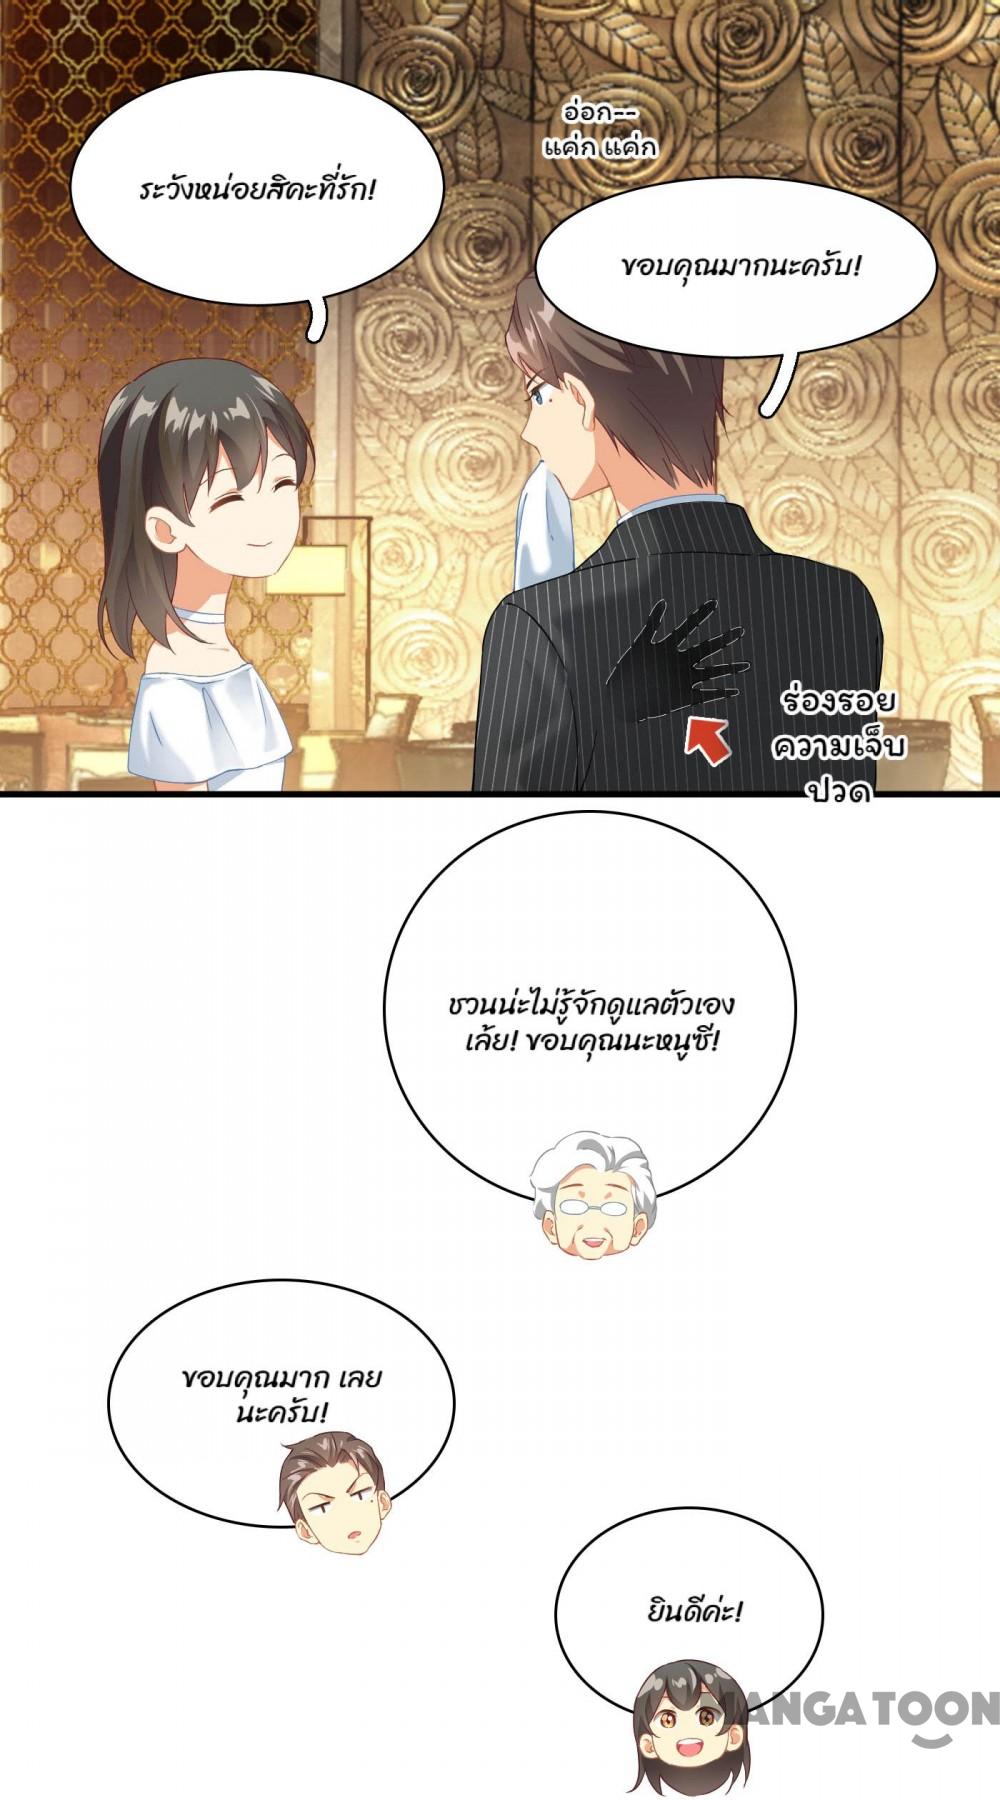 อ่อก--
แค่ก แค่ก
ระวังหน่อยสิคะที่รัก!
ขอบคุณมากนะครับ!
ร่องรอย
ความเจ็บ
ปวด
ชวนน่ะไม่รู้จักดูแลตัวเอง
เล้ย! ขอบคุณนะหนูซี!
ขอบคุณมาก เลย
นะครับ!
ยินดีค่ะ!
MANGATOON